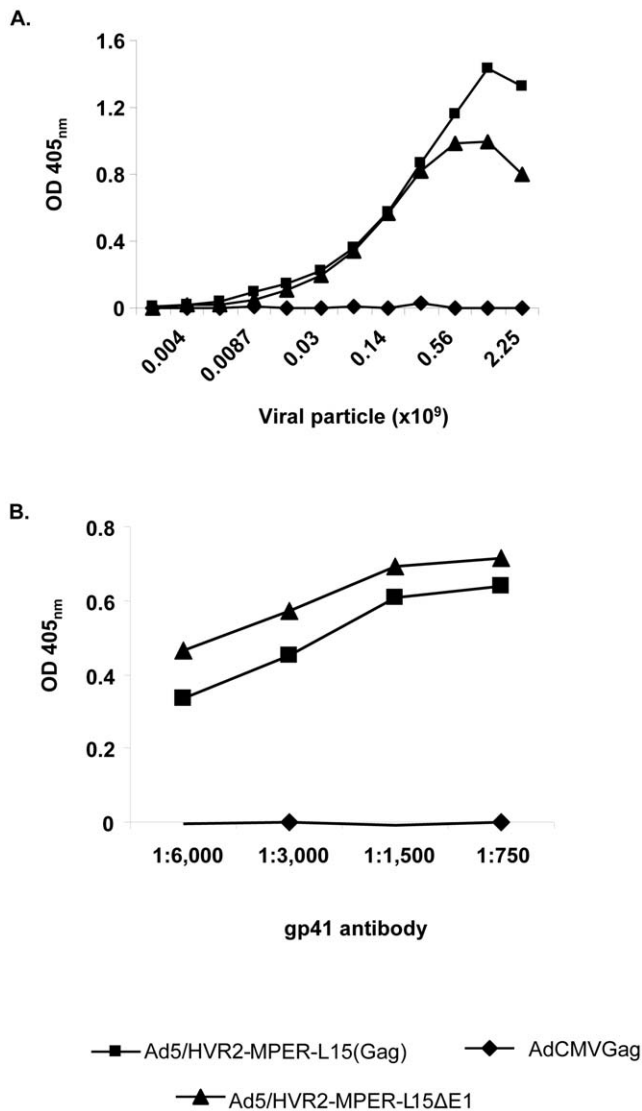 A.
1.6
1.2
0.8
0.4
0
OD 405nm
0.004
0.0087
0.03
0.14
0.56
2.25
Viral particle (x10⁹)
B.
0.8
0.6
0.4
0.2
0
OD 405nm
1:6,000
1:3,000
1:1,500
1:750
gp41 antibody
Ad5/HVR2-MPER-L15(Gag)
AdCMVGag
Ad5/HVR2-MPER-L15ΔE1